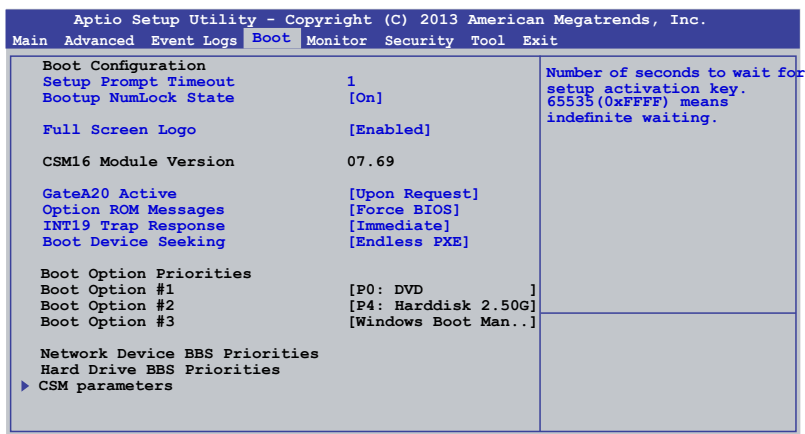 Aptio Setup Utility - Copyright (C) 2013 American Megatrends, Inc.
Main Advanced Event Logs Boot Monitor Security Tool Exit
Boot Configuration
Setup Prompt Timeout 1
Bootup NumLock State [On]
Full Screen Logo [Enabled]
CSM16 Module Version 07.69
GateA20 Active [Upon Request]
Option ROM Messages [Force BIOS]
INT19 Trap Response [Immediate]
Boot Device Seeking [Endless PXE]
Boot Option Priorities
Boot Option #1 [P0: DVD ]
Boot Option #2 [P4: Harddisk 2.50G]
Boot Option #3 [Windows Boot Man..]
Network Device BBS Priorities
Hard Drive BBS Priorities
CSM parameters
Number of seconds to wait for
setup activation key.
65535(0xFFFF) means
indefinite waiting.